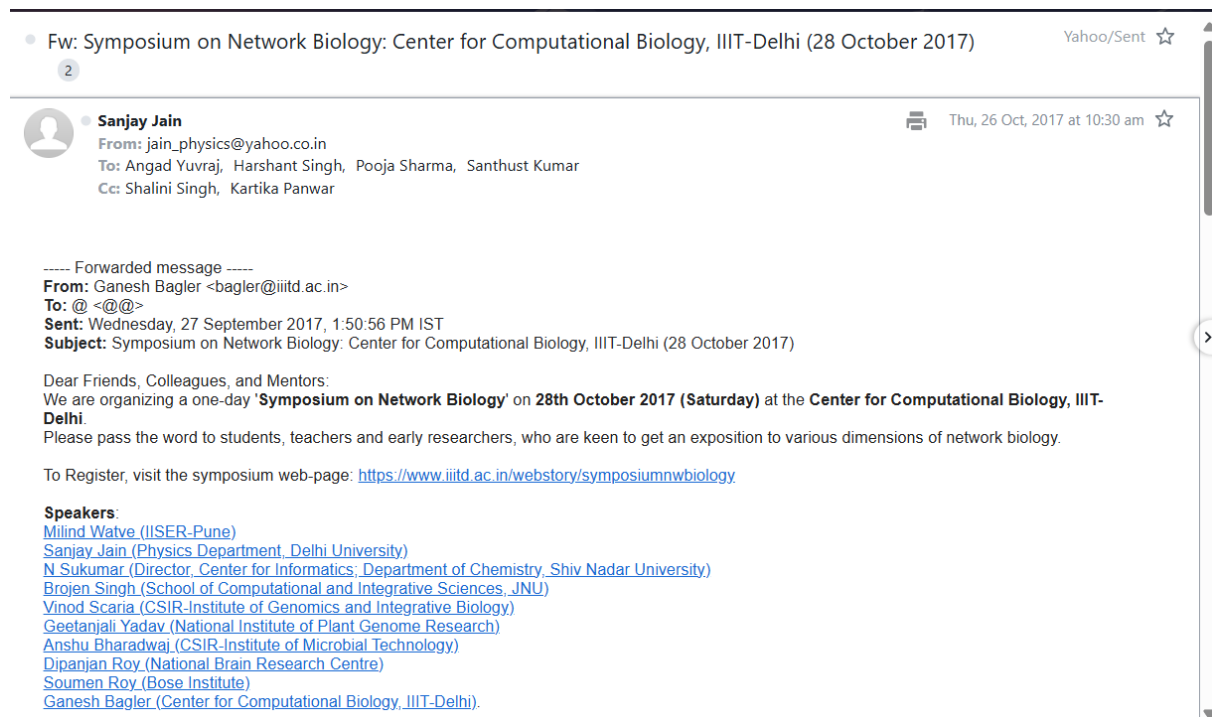 Fw: Symposium on Network Biology: Center for Computational Biology, IIIT-Delhi (28 October 2017)
Yahoo/Sent
2
Sanjay Jain
Thu, 26 Oct, 2017 at 10:30 am
From: jain_physics@yahoo.co.in
To: Angad Yuvraj, Harshant Singh, Pooja Sharma, Santhust Kumar
Cc: Shalini Singh, Kartika Panwar
----- Forwarded message -----
From: Ganesh Bagler <bagler@iiitd.ac.in>
To: @ <@@>
Sent: Wednesday, 27 September 2017, 1:50:56 PM IST
Subject: Symposium on Network Biology: Center for Computational Biology, IIIT-Delhi (28 October 2017)
Dear Friends, Colleagues, and Mentors:
We are organizing a one-day 'Symposium on Network Biology' on 28th October 2017 (Saturday) at the Center for Computational Biology, IIIT-
Delhi.
Please pass the word to students, teachers and early researchers, who are keen to get an exposition to various dimensions of network biology.
To Register, visit the symposium web-page: https://www.iiitd.ac.in/webstory/symposiumnwbiology
Speakers:
Milind Watve (IISER-Pune)
Sanjay Jain (Physics Department, Delhi University)
N Sukumar (Director, Center for Informatics; Department of Chemistry, Shiv Nadar University)
Brojen Singh (School of Computational and Integrative Sciences, JNU)
Vinod Scaria (CSIR-Institute of Genomics and Integrative Biology)
Geetanjali Yadav (National Institute of Plant Genome Research)
Anshu Bharadwaj (CSIR-Institute of Microbial Technology)
Dipanjan Roy (National Brain Research Centre)
Soumen Roy (Bose Institute)
Ganesh Bagler (Center for Computational Biology, IIIT-Delhi).